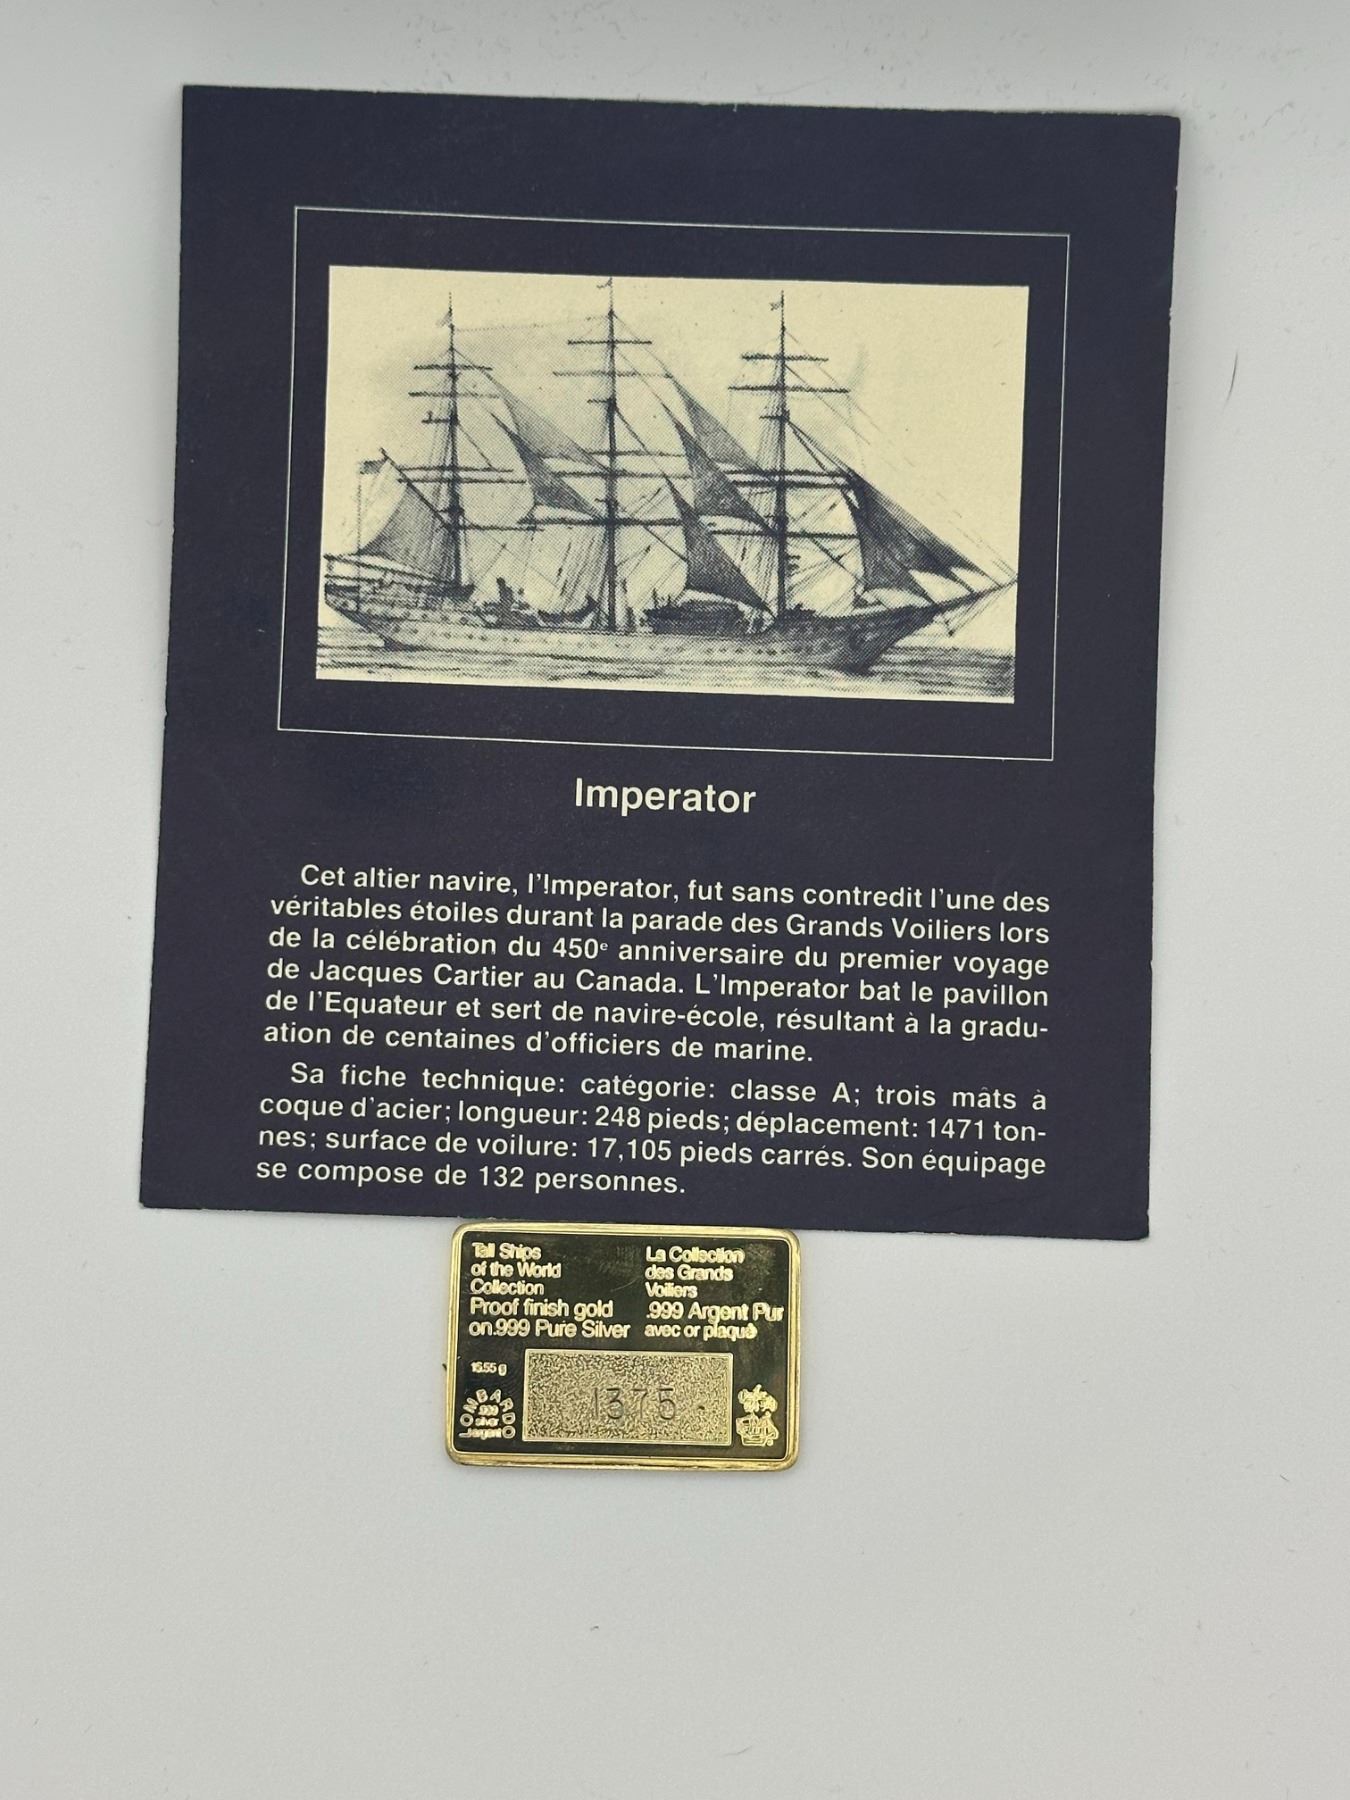 Imperator
Cet altier navire, l'Imperator, fut sans contredit l'une des
véritables étoiles durant la parade des Grands Voiliers lors
de la célébration du 450e anniversaire du premier voyage
de Jacques Cartier au Canada. L'Imperator bat le pavillon
de l'Equateur et sert de navire-école, résultant à la gradu-
ation de centaines d'officiers de marine.
Sa fiche technique: catégorie: classe A; trois mâts à
coque d'acier; longueur: 248 pieds; déplacement: 1471 ton-
nes; surface de voilure: 17,105 pieds carrés. Son équipage
se compose de 132 personnes.
Tall Ships
of the World
Collection
Proof finish gold
on.999 Pure Silver
La Collection
des Grands
Voiliers
.999 Argent Pur
avec or plaqué
15.55 g
LOMBARDO
.999
silver
argent
1375